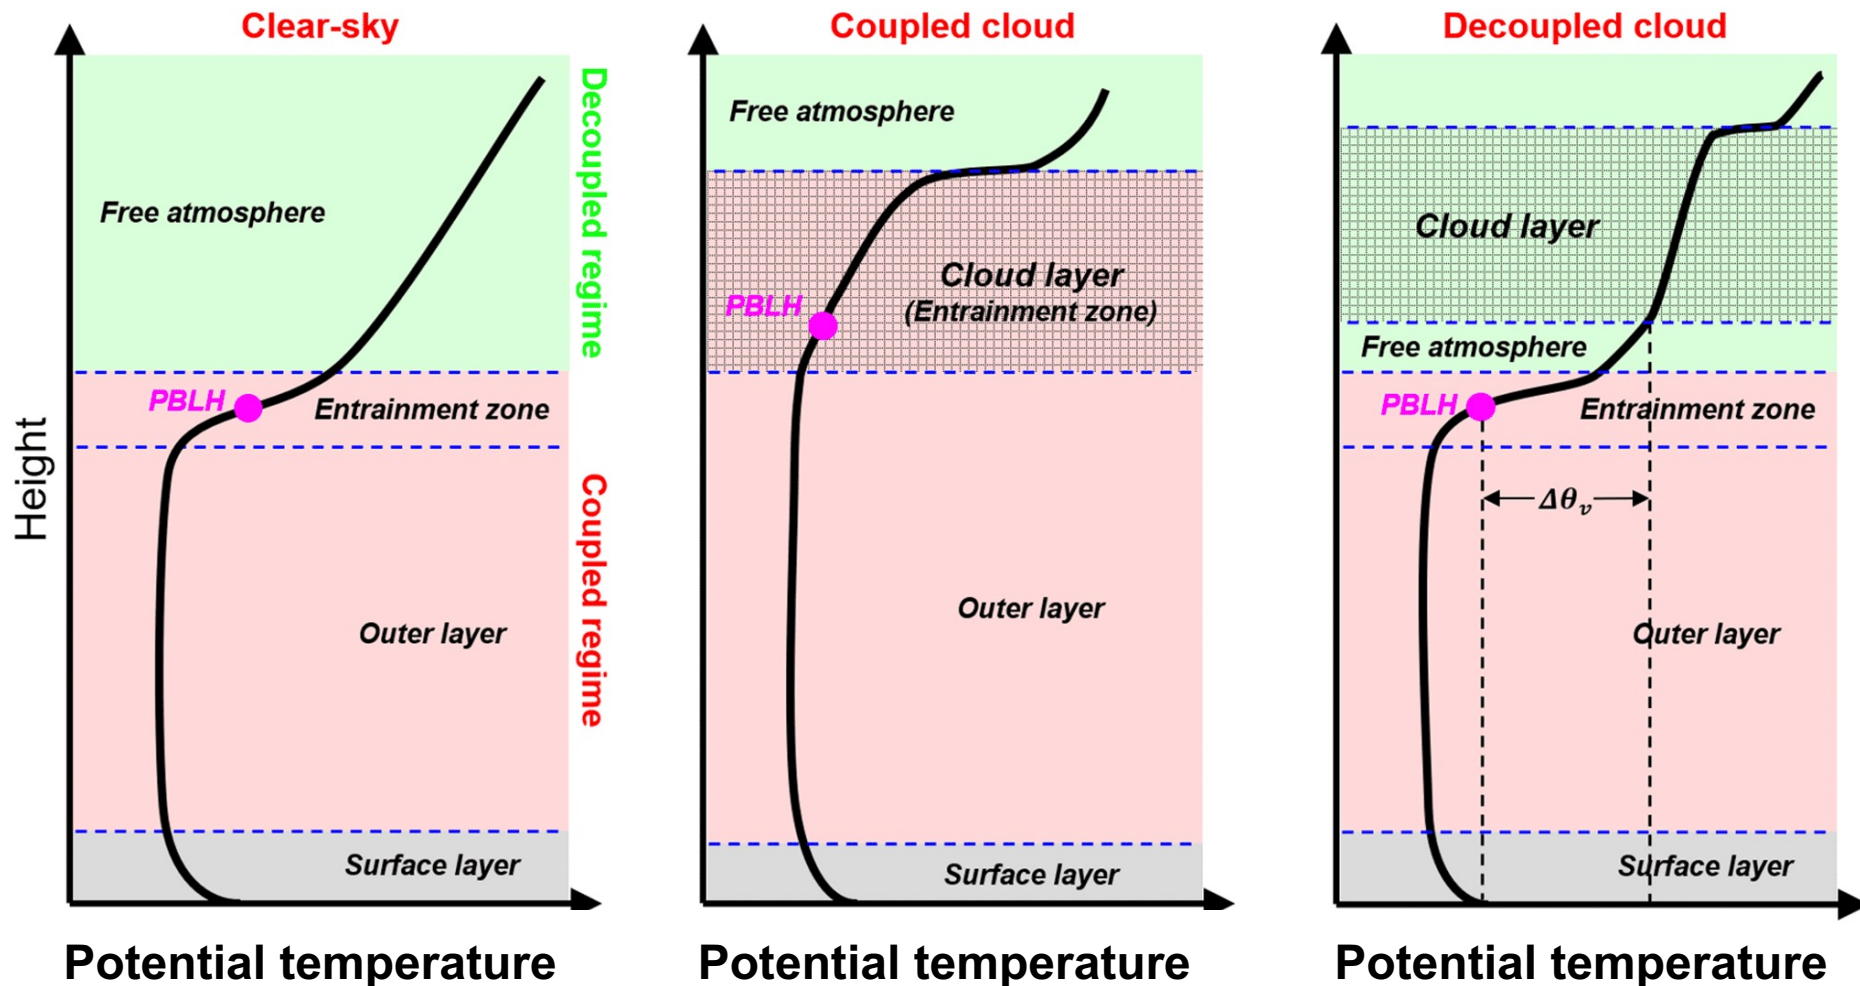 Clear-sky
Free atmosphere
Decoupled regime
PBLH
Entrainment zone
Coupled regime
Outer layer
Surface layer
Height
Potential temperature
Coupled cloud
Free atmosphere
Cloud layer
(Entrainment zone)
PBLH
Outer layer
Surface layer
Potential temperature
Decoupled cloud
Cloud layer
Free atmosphere
PBLH
Entrainment zone
Δθᵥ
Outer layer
Surface layer
Potential temperature